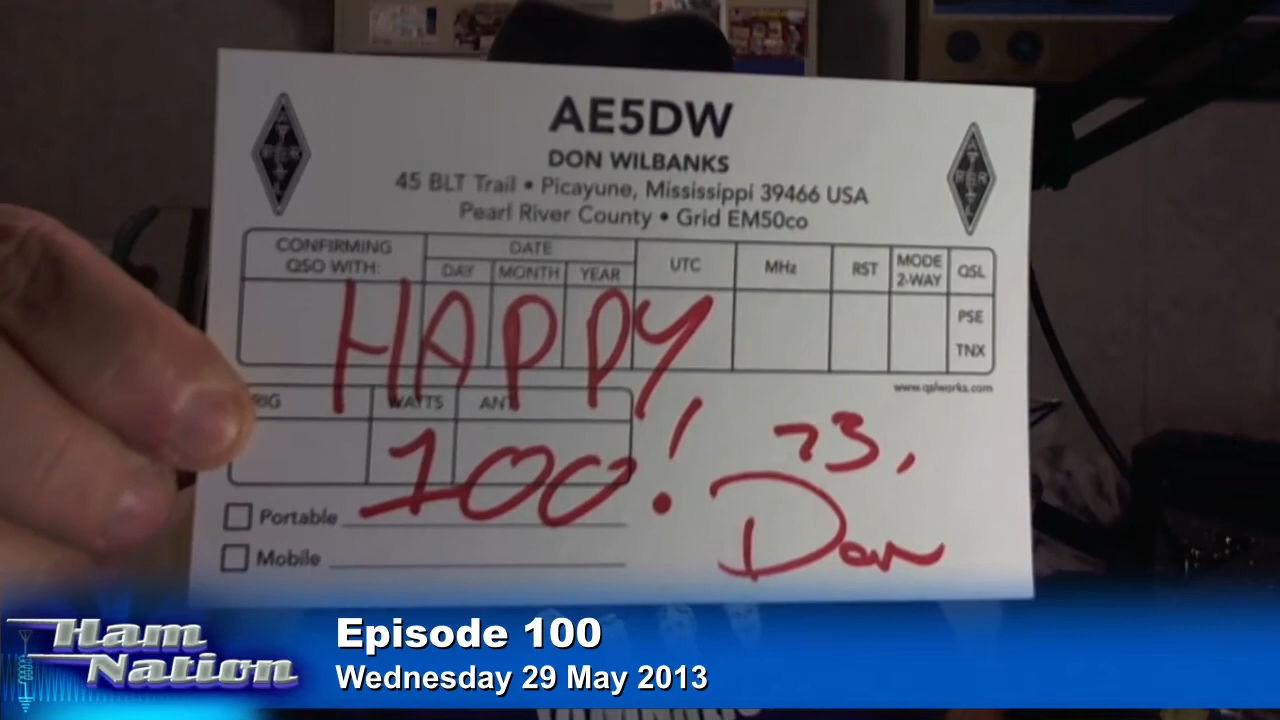 AE5DW
DON WILBANKS
45 BLT Trail • Picayune, Mississippi 39466 USA
Pearl River County • Grid EM50co
CONFIRMING QSO WITH:
DATE
DAY MONTH YEAR
UTC
MHz
RST
MODE 2-WAY
QSL
PSE
TNX
HAPPY
100!
www.qslworks.com
RIG
WATTS
ANT
73,
Don
Portable
Mobile
Ham
Nation
Episode 100
Wednesday 29 May 2013